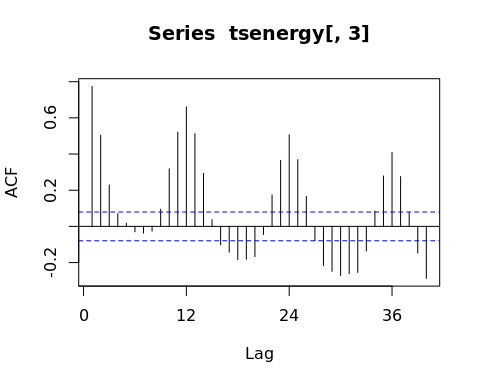 Series  tsenergy[, 3]
ACF
0.6
0.2
-0.2
0
12
24
36
Lag